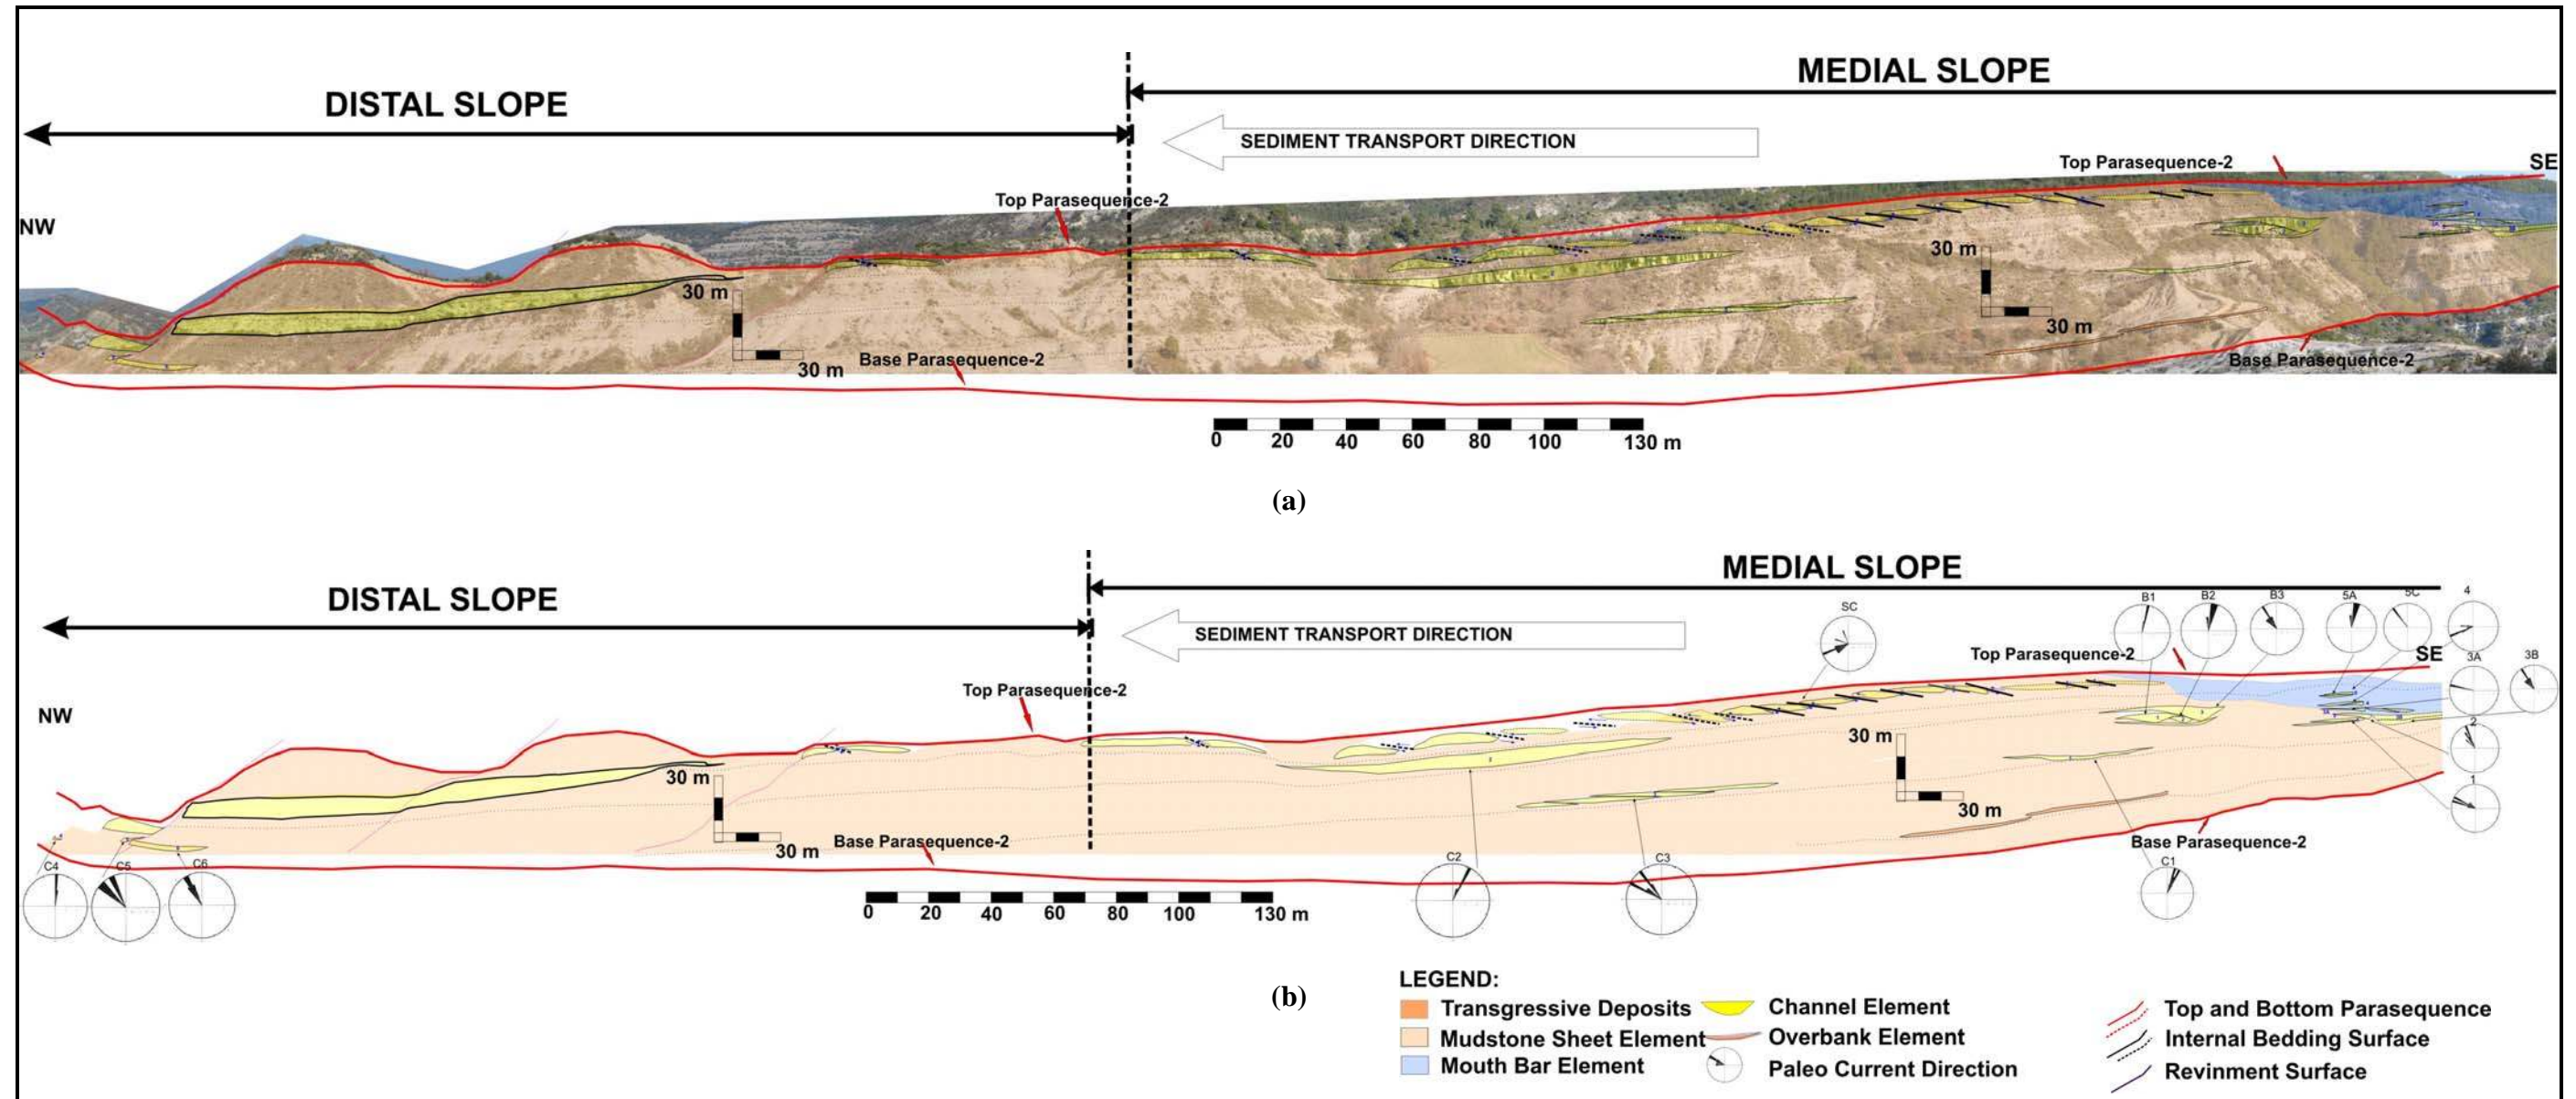 MEDIAL SLOPE
DISTAL SLOPE
SEDIMENT TRANSPORT DIRECTION
Top Parasequence-2
SE
Top Parasequence-2
NW
30 m
30 m
30 m
30 m
Base Parasequence-2
Base Parasequence-2
0 20 40 60 80 100 130 m
(a)
MEDIAL SLOPE
DISTAL SLOPE
SEDIMENT TRANSPORT DIRECTION
SC
B1 B2 B3 5A 5C 4
Top Parasequence-2
SE
3A 3B
Top Parasequence-2
NW
2
30 m
30 m
1
30 m
30 m
Base Parasequence-2
Base Parasequence-2
C4 C5 C6
C2 C3 C1
0 20 40 60 80 100 130 m
(b)
LEGEND:
Transgressive Deposits
Mudstone Sheet Element
Mouth Bar Element
Channel Element
Overbank Element
Paleo Current Direction
Top and Bottom Parasequence
Internal Bedding Surface
Revinment Surface